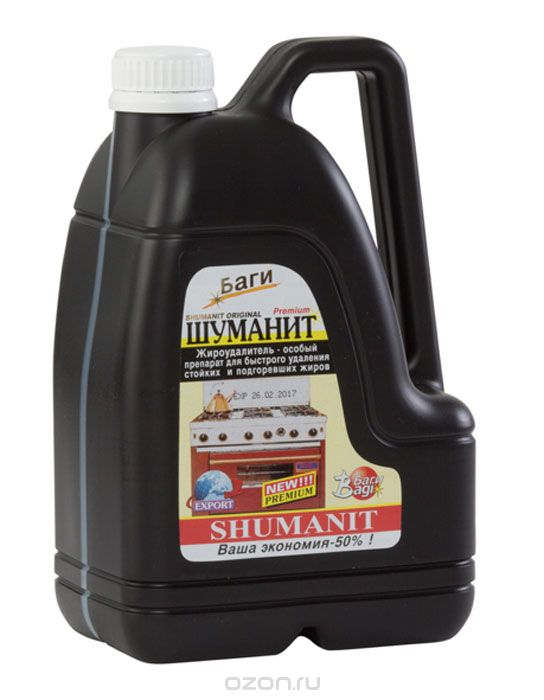 Баги
SHUMANIT ORIGINAL Premium
ШУМАНИТ
Жироудалитель - особый
препарат для быстрого удаления
стойких и подгоревших жиров
EXP 26.02.2017
EXPORT
NEW!!!
PREMIUM
Баги
Bagi
SHUMANIT
Ваша экономия-50% !
ozon.ru